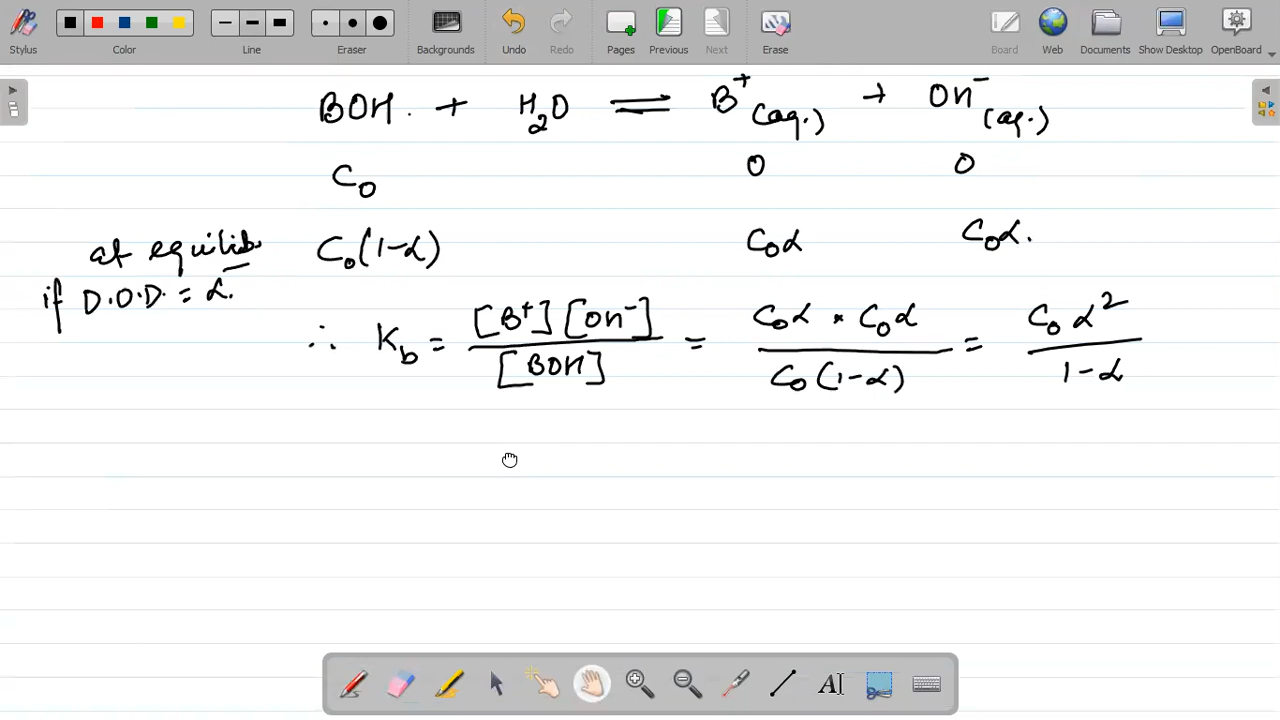 Stylus Color Line Eraser Backgrounds Undo Redo Pages Previous Next Erase Board Web Documents Show Desktop OpenBoard
BOH. + H₂O ⇌ B⁺(aq.) + OH⁻(aq.)
C₀ 0 0
at equilib. C₀(1-α) C₀α C₀α.
if D.O.D. = α.
∴ K_b = [B⁺][OH⁻] / [BOH] = C₀α * C₀α / C₀(1-α) = C₀α² / 1-α
AI